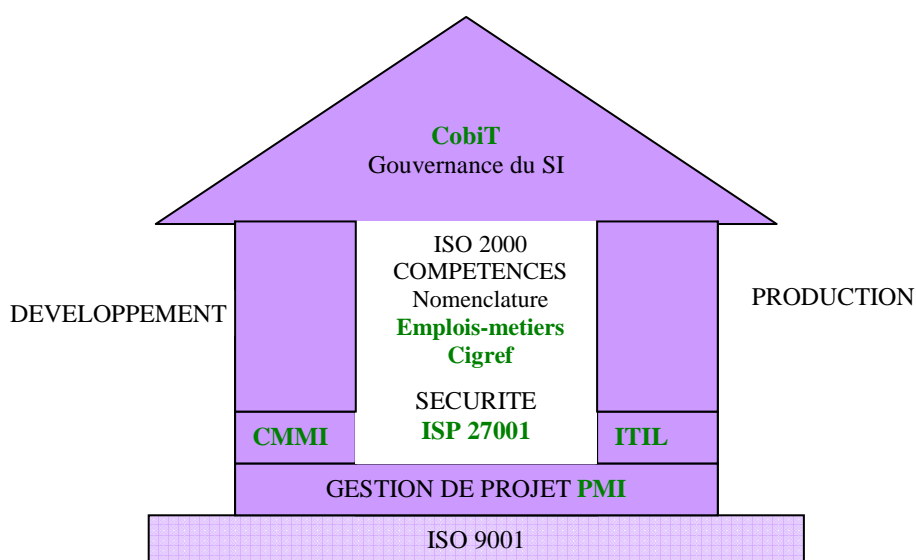 CobiT
Gouvernance du SI
ISO 2000
COMPETENCES
Nomenclature
Emplois-metiers
Cigref
DEVELOPPEMENT
PRODUCTION
SECURITE
ISP 27001
CMMI
ITIL
GESTION DE PROJET PMI
ISO 9001